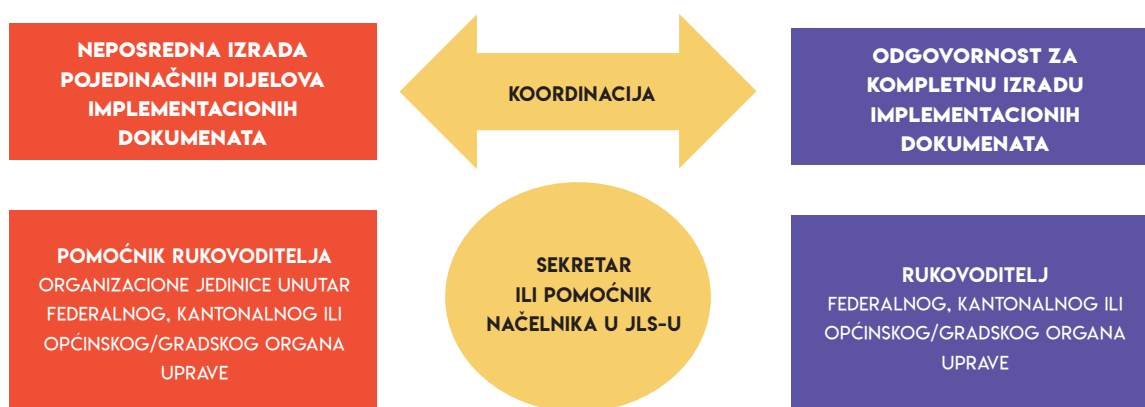 NEPOSREDNA IZRADA
POJEDINAČNIH DIJELOVA
IMPLEMENTACIONIH
DOKUMENATA
KOORDINACIJA
ODGOVORNOST ZA
KOMPLETNU IZRADU
IMPLEMENTACIONIH
DOKUMENATA
POMOĆNIK RUKOVODITELJA
ORGANIZACIONE JEDINICE UNUTAR
FEDERALNOG, KANTONALNOG ILI
OPĆINSKOG/GRADSKOG ORGANA
UPRAVE
SEKRETAR
ILI POMOĆNIK
NAČELNIKA U JLS-U
RUKOVODITELJ
FEDERALNOG, KANTONALNOG ILI
OPĆINSKOG/GRADSKOG ORGANA
UPRAVE